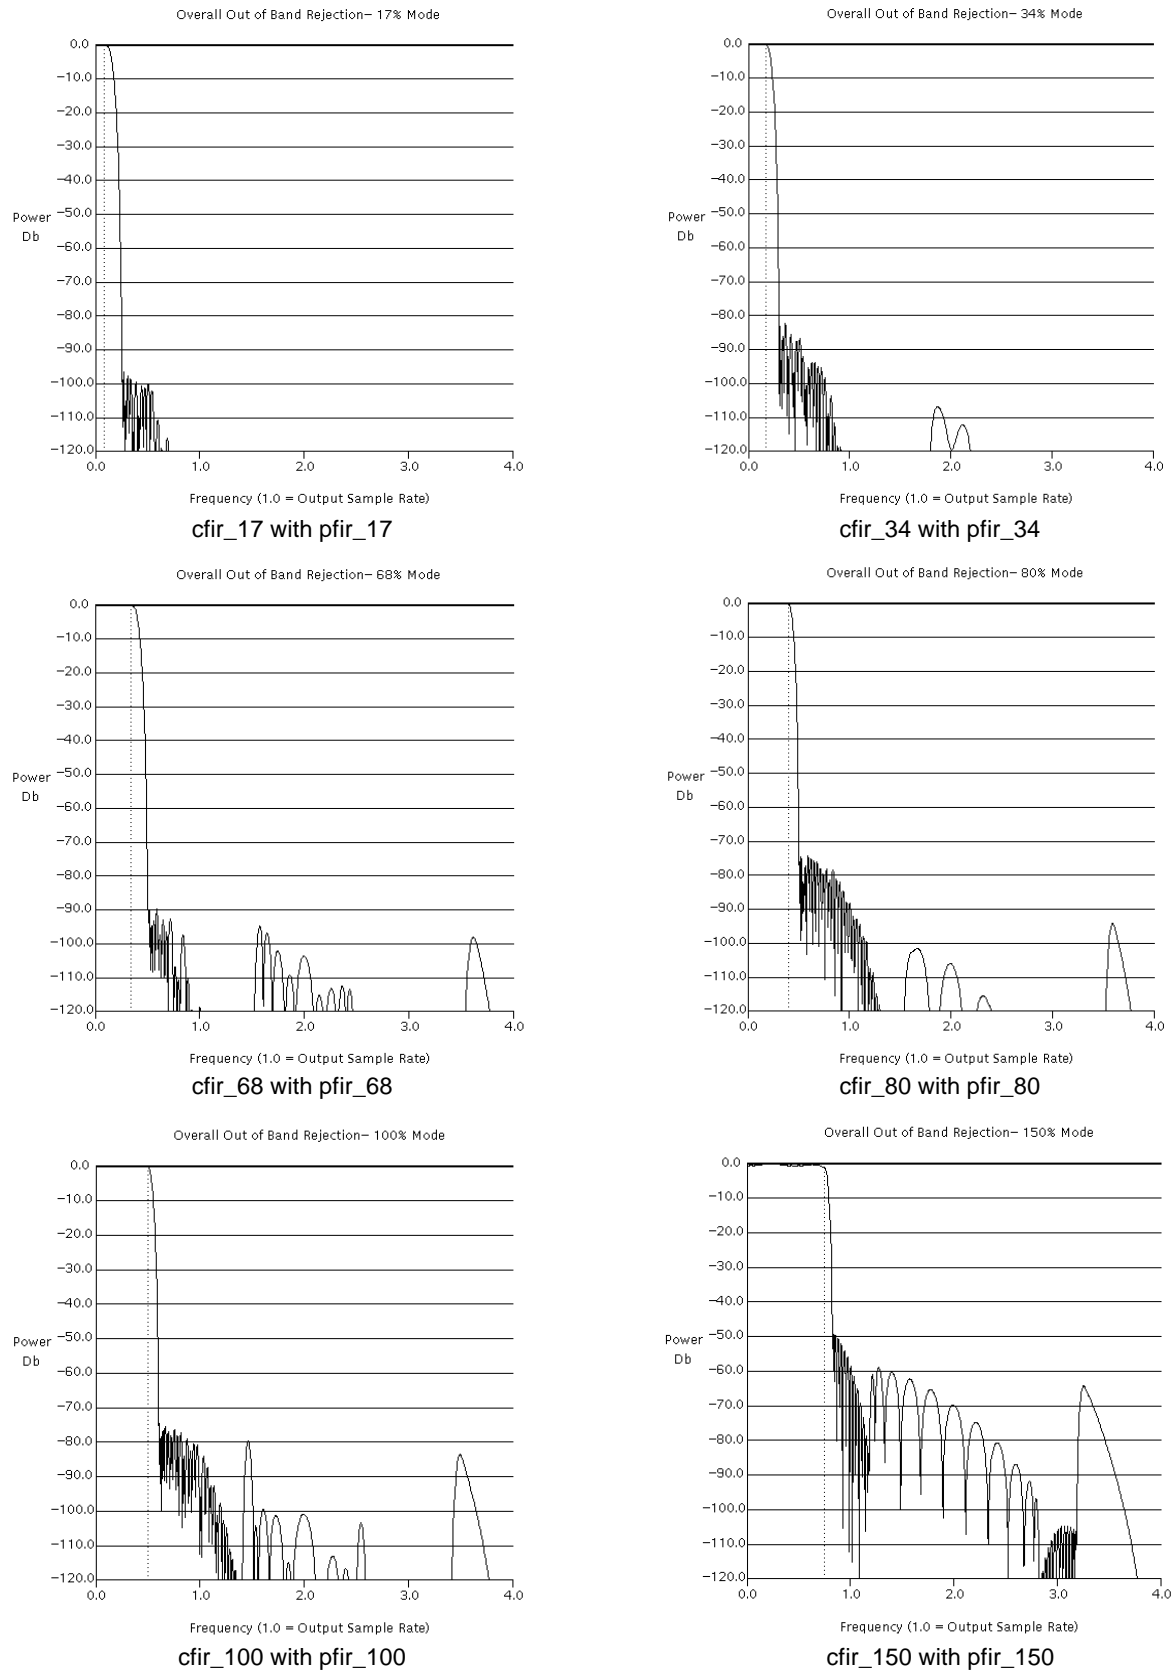 Overall Out of Band Rejection– 17% Mode
0.0
−10.0
−20.0
−30.0
−40.0
−50.0
−60.0
−70.0
−80.0
−90.0
−100.0
−110.0
−120.0
Power
Db
0.0 1.0 2.0 3.0 4.0
Frequency (1.0 = Output Sample Rate)
cfir_17 with pfir_17
Overall Out of Band Rejection– 34% Mode
0.0
−10.0
−20.0
−30.0
−40.0
−50.0
−60.0
−70.0
−80.0
−90.0
−100.0
−110.0
−120.0
Power
Db
0.0 1.0 2.0 3.0 4.0
Frequency (1.0 = Output Sample Rate)
cfir_34 with pfir_34
Overall Out of Band Rejection– 68% Mode
0.0
−10.0
−20.0
−30.0
−40.0
−50.0
−60.0
−70.0
−80.0
−90.0
−100.0
−110.0
−120.0
Power
Db
0.0 1.0 2.0 3.0 4.0
Frequency (1.0 = Output Sample Rate)
cfir_68 with pfir_68
Overall Out of Band Rejection– 80% Mode
0.0
−10.0
−20.0
−30.0
−40.0
−50.0
−60.0
−70.0
−80.0
−90.0
−100.0
−110.0
−120.0
Power
Db
0.0 1.0 2.0 3.0 4.0
Frequency (1.0 = Output Sample Rate)
cfir_80 with pfir_80
Overall Out of Band Rejection– 100% Mode
0.0
−10.0
−20.0
−30.0
−40.0
−50.0
−60.0
−70.0
−80.0
−90.0
−100.0
−110.0
−120.0
Power
Db
0.0 1.0 2.0 3.0 4.0
Frequency (1.0 = Output Sample Rate)
cfir_100 with pfir_100
Overall Out of Band Rejection– 150% Mode
0.0
−10.0
−20.0
−30.0
−40.0
−50.0
−60.0
−70.0
−80.0
−90.0
−100.0
−110.0
−120.0
Power
Db
0.0 1.0 2.0 3.0 4.0
Frequency (1.0 = Output Sample Rate)
cfir_150 with pfir_150